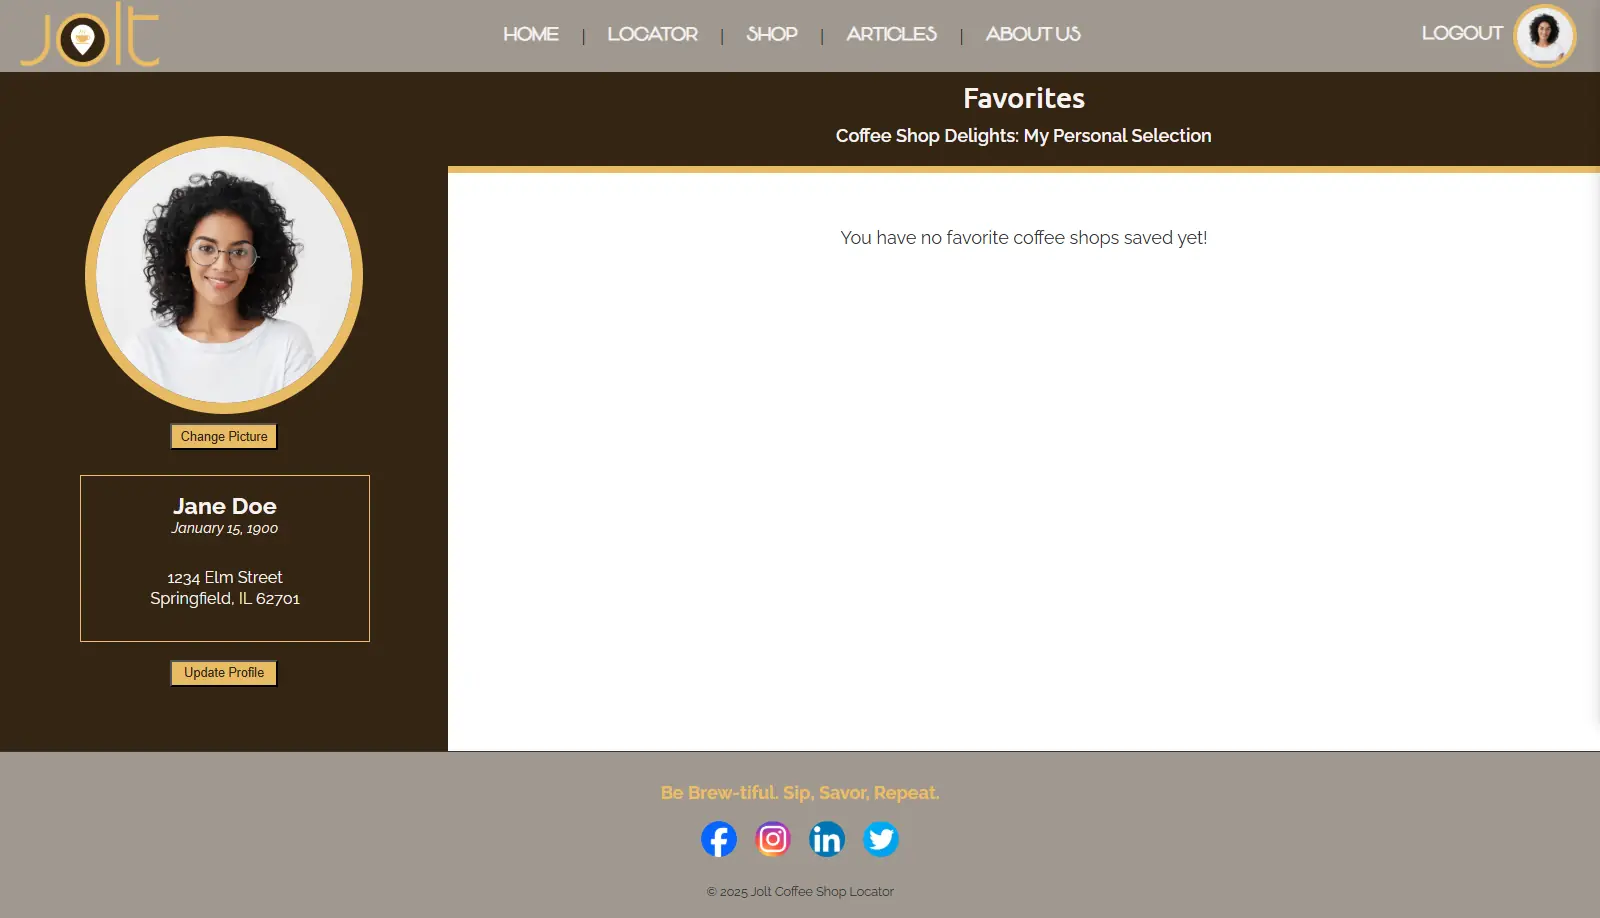 Jolt
HOME | LOCATOR | SHOP | ARTICLES | ABOUT US
LOGOUT
Favorites
Coffee Shop Delights: My Personal Selection
You have no favorite coffee shops saved yet!
Change Picture
Jane Doe
January 15, 1900
1234 Elm Street
Springfield, IL 62701
Update Profile
Be Brew-tiful. Sip, Savor, Repeat.
© 2025 Jolt Coffee Shop Locator